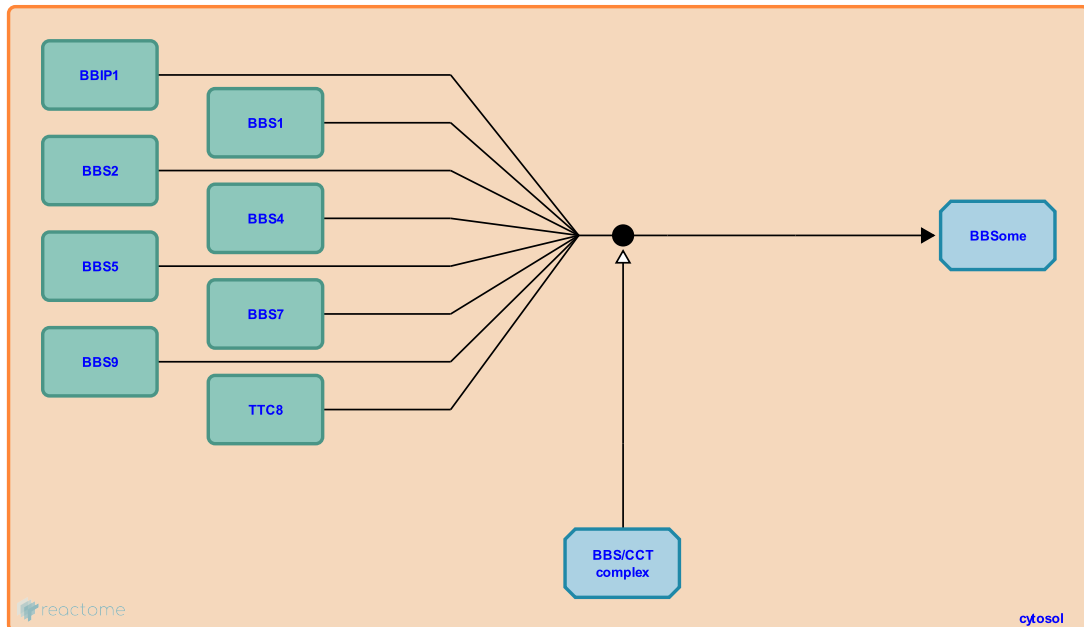 BBIP1
BBS1
BBS2
BBS4
BBS5
BBS7
BBS9
TTC8
BBSome
BBS/CCT
complex
reactome
cytosol